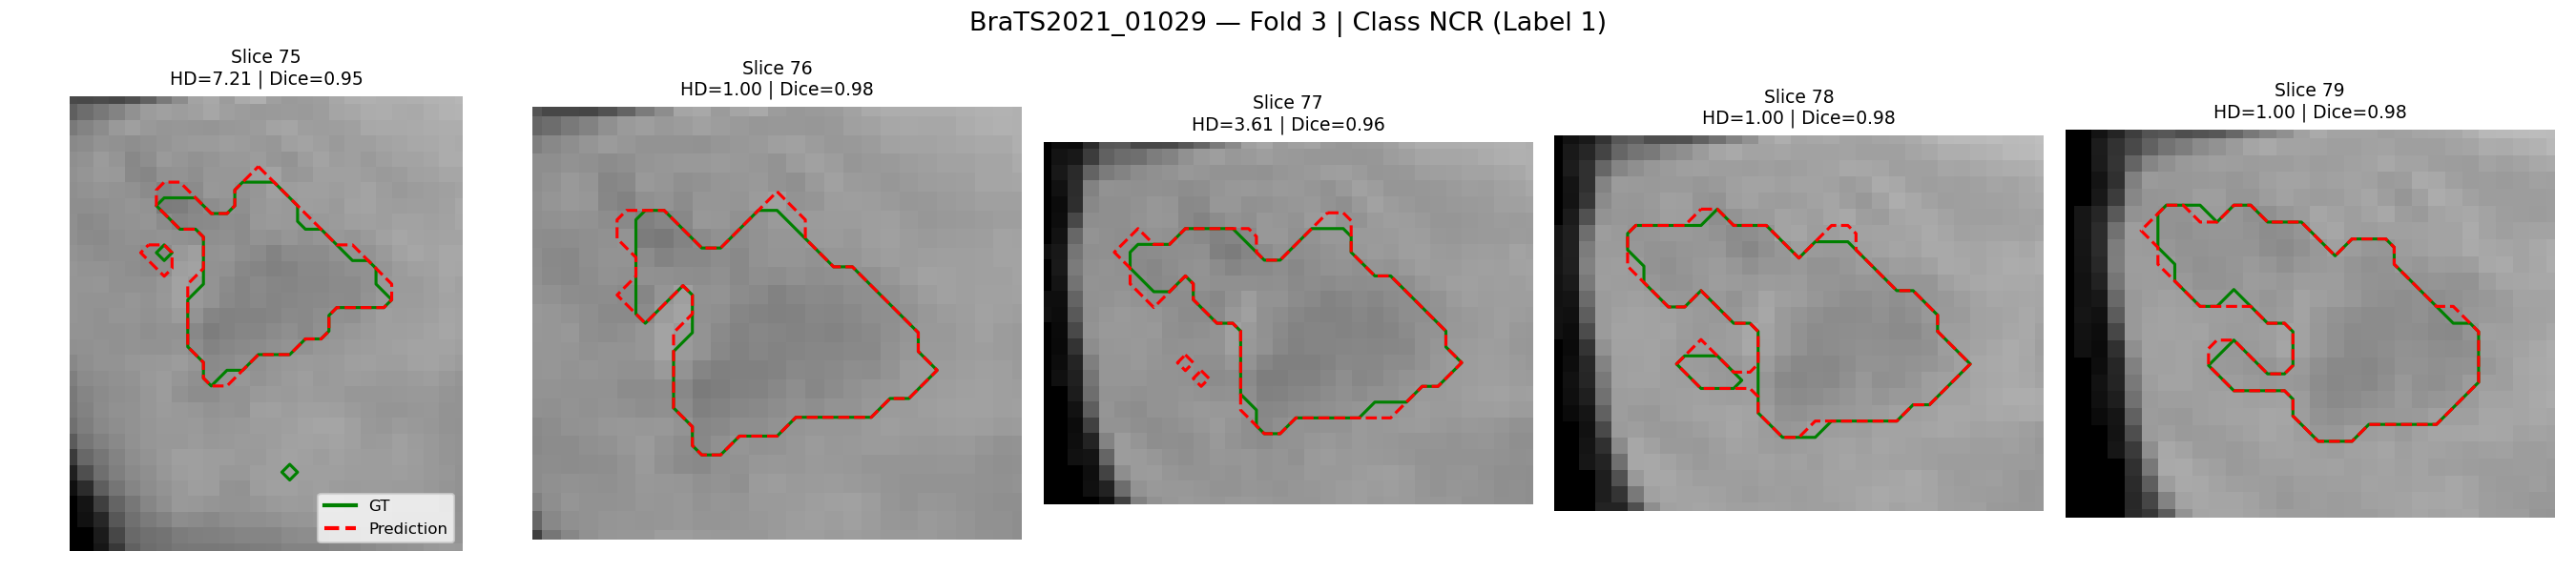 BraTS2021_01029 — Fold 3 | Class NCR (Label 1)
Slice 75
HD=7.21 | Dice=0.95
Slice 76
HD=1.00 | Dice=0.98
Slice 77
HD=3.61 | Dice=0.96
Slice 78
HD=1.00 | Dice=0.98
Slice 79
HD=1.00 | Dice=0.98
GT
Prediction